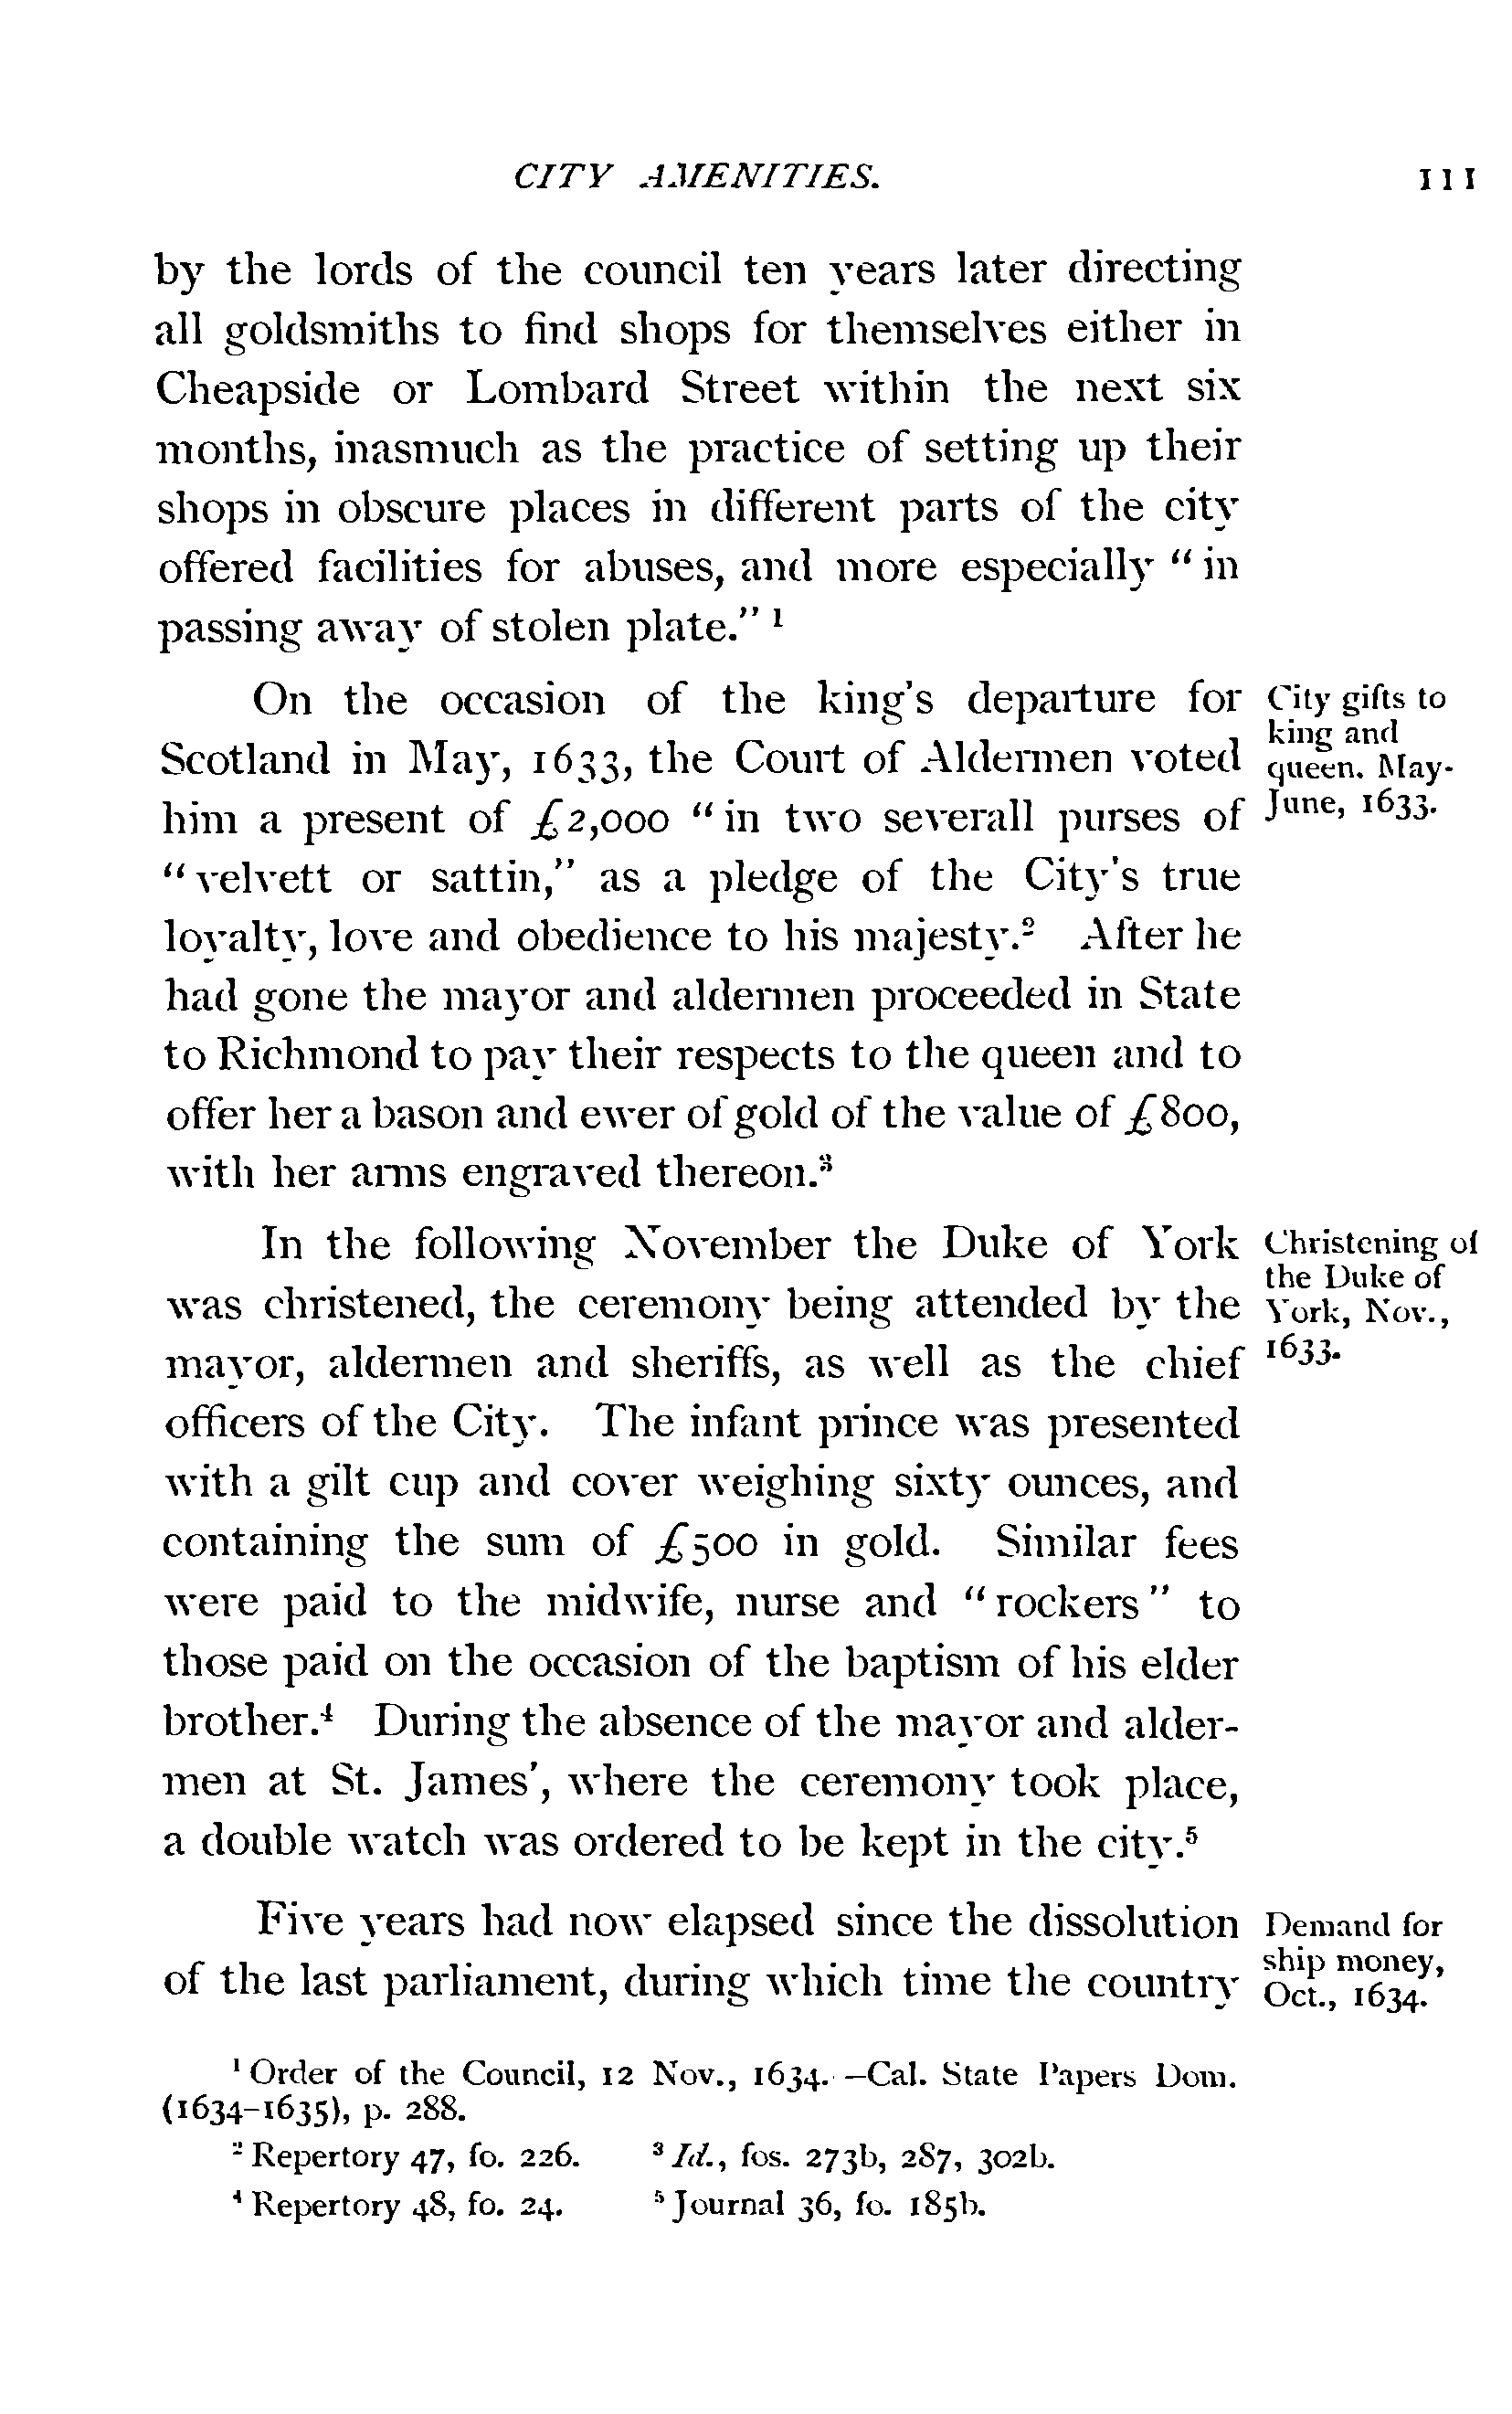 CITY AMENITIES. 111
by the lords of the council ten years later directing
all goldsmiths to find shops for themselves either in
Cheapside or Lombard Street within the next six
months, inasmuch as the practice of setting up their
shops in obscure places in different parts of the city
offered facilities for abuses, and more especially “in
passing away of stolen plate.” ¹
On the occasion of the king's departure for
Scotland in May, 1633, the Court of Aldermen voted
him a present of £2,000 “in two severall purses of
“velvett or sattin,” as a pledge of the City's true
loyalty, love and obedience to his majesty.² After he
had gone the mayor and aldermen proceeded in State
to Richmond to pay their respects to the queen and to
offer her a bason and ewer of gold of the value of £800,
with her arms engraved thereon.³
City gifts to
king and
queen. May-
June, 1633.
In the following November the Duke of York
was christened, the ceremony being attended by the
mayor, aldermen and sheriffs, as well as the chief
officers of the City. The infant prince was presented
with a gilt cup and cover weighing sixty ounces, and
containing the sum of £500 in gold. Similar fees
were paid to the midwife, nurse and “rockers” to
those paid on the occasion of the baptism of his elder
brother.⁴ During the absence of the mayor and alder-
men at St. James', where the ceremony took place,
a double watch was ordered to be kept in the city.⁵
Christening of
the Duke of
York, Nov.,
1633.
Five years had now elapsed since the dissolution
of the last parliament, during which time the country
Demand for
ship money,
Oct., 1634.
¹ Order of the Council, 12 Nov., 1634.—Cal. State Papers Dom.
(1634-1635), p. 288.
² Repertory 47, fo. 226. ³ Id., fos. 273b, 287, 302b.
⁴ Repertory 48, fo. 24. ⁵ Journal 36, fo. 185b.